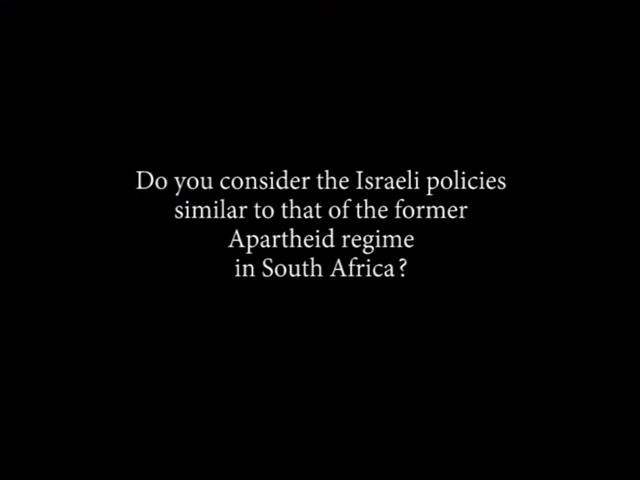 Do you consider the Israeli policies
similar to that of the former
Apartheid regime
in South Africa?